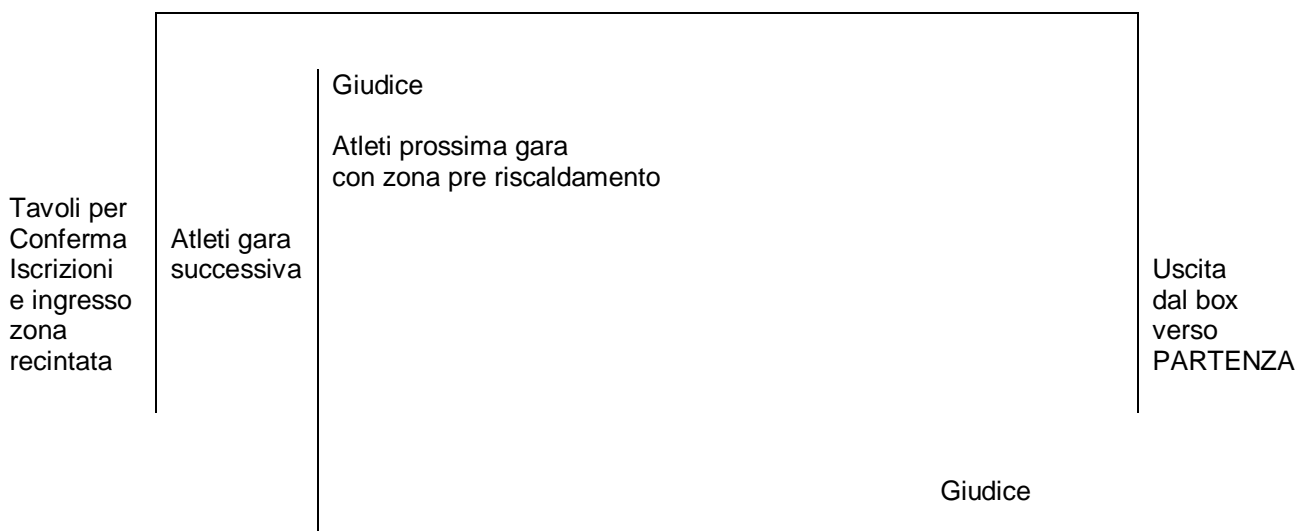 Giudice
Atleti prossima gara
con zona pre riscaldamento
Tavoli per
Conferma
Iscrizioni
e ingresso
zona
recintata
Atleti gara
successiva
Uscita
dal box
verso
PARTENZA
Giudice